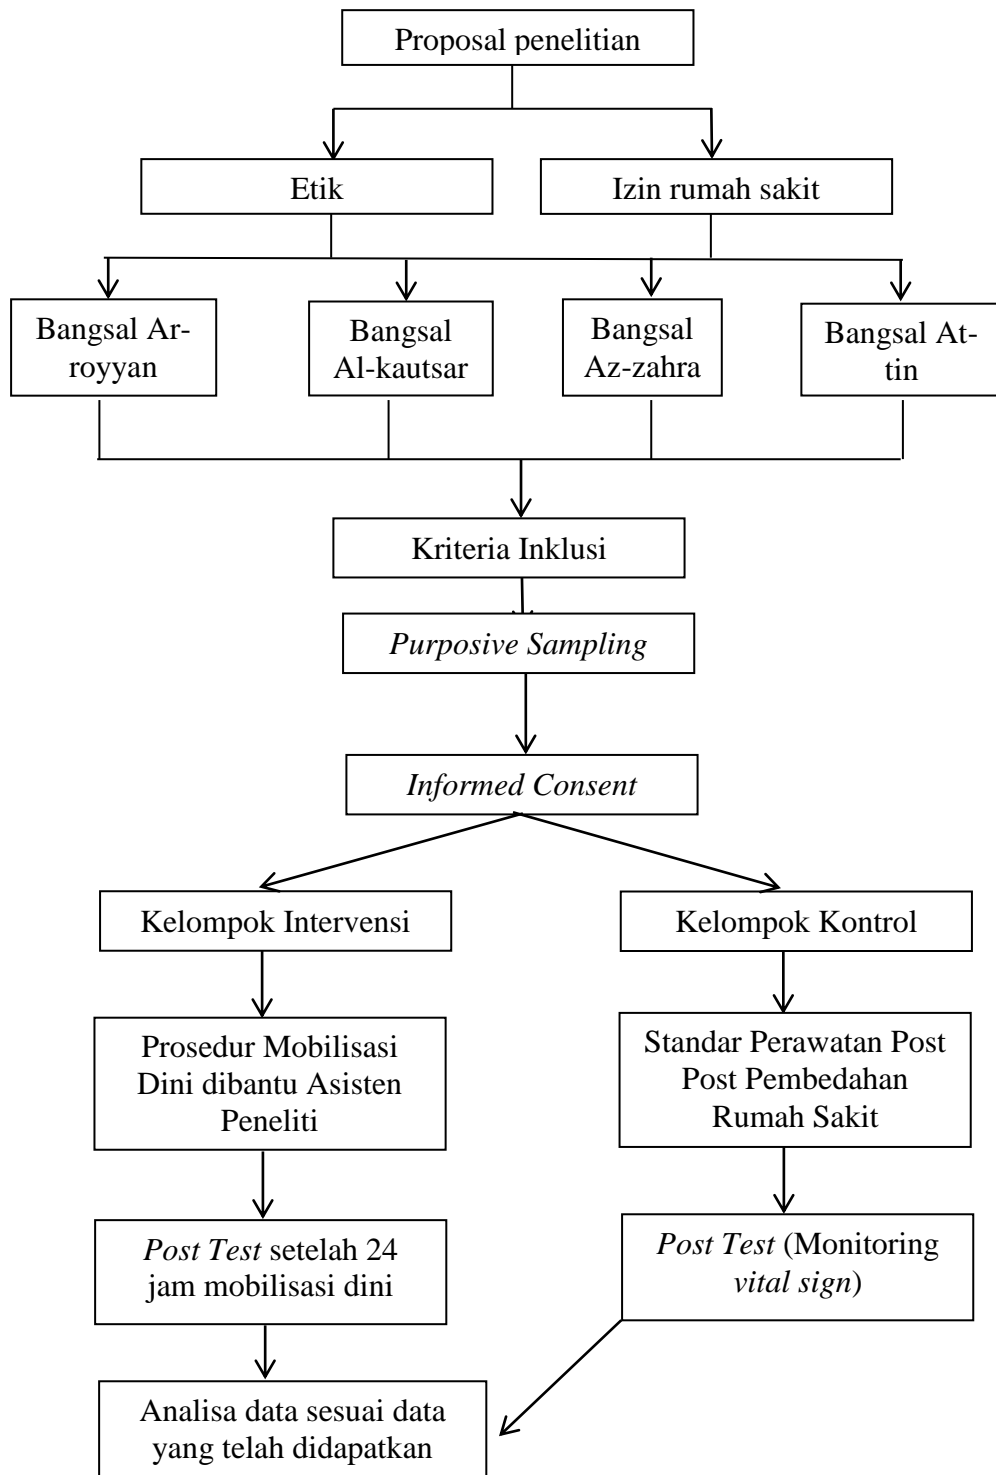 Proposal penelitian
Etik
Izin rumah sakit
Bangsal Ar-
royyan
Bangsal
Al-kautsar
Bangsal
Az-zahra
Bangsal At-
tin
Kriteria Inklusi
Purposive Sampling
Informed Consent
Kelompok Intervensi
Kelompok Kontrol
Prosedur Mobilisasi
Dini dibantu Asisten
Peneliti
Standar Perawatan Post
Post Pembedahan
Rumah Sakit
Post Test setelah 24
jam mobilisasi dini
Post Test (Monitoring
vital sign)
Analisa data sesuai data
yang telah didapatkan